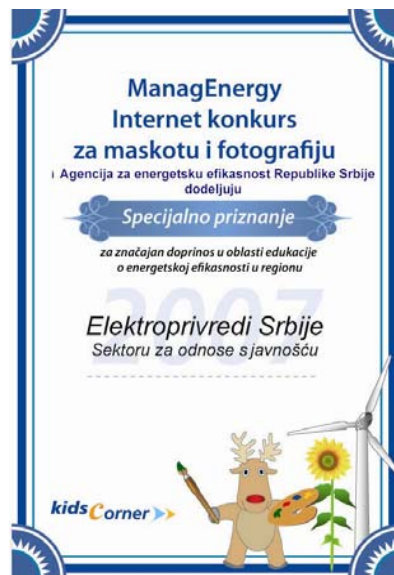 ManagEnergy
Internet konkurs
za maskotu i fotografiju
i Agencija za energetsku efikasnost Republike Srbije
dodeljuju
Specijalno priznanje
za značajan doprinos u oblasti edukacije
o energetskoj efikasnosti u regionu
2007
Elektroprivredi Srbije
Sektoru za odnose s javnošću
kids Corner